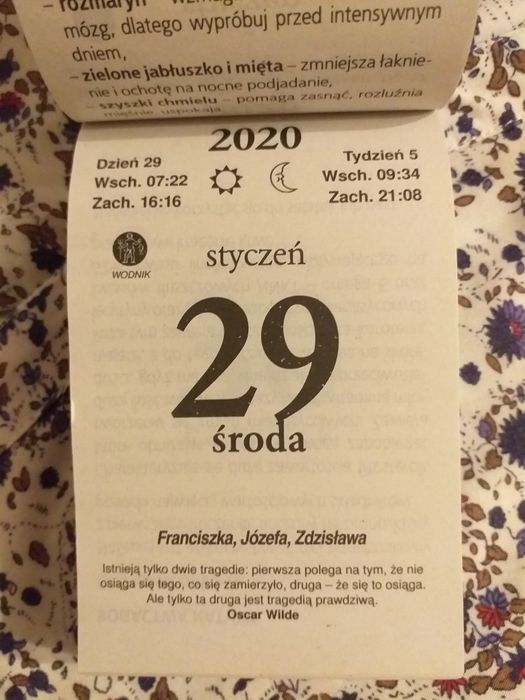 rozmaryn –
mózg, dlatego wypróbuj przed intensywnym
dniem,
– zielone jabłuszko i mięta – zmniejsza łaknie-
nie i ochotę na nocne podjadanie,
– szyszki chmielu – pomaga zasnąć, rozluźnia
mięśnie, uspokaja.
2020
Dzień 29
Wsch. 07:22
Zach. 16:16
Tydzień 5
Wsch. 09:34
Zach. 21:08
WODNIK
styczeń
29
środa
Franciszka, Józefa, Zdzisława
Istnieją tylko dwie tragedie: pierwsza polega na tym, że nie
osiąga się tego, co się zamierzyło, druga – że się to osiąga.
Ale tylko ta druga jest tragedią prawdziwą.
Oscar Wilde